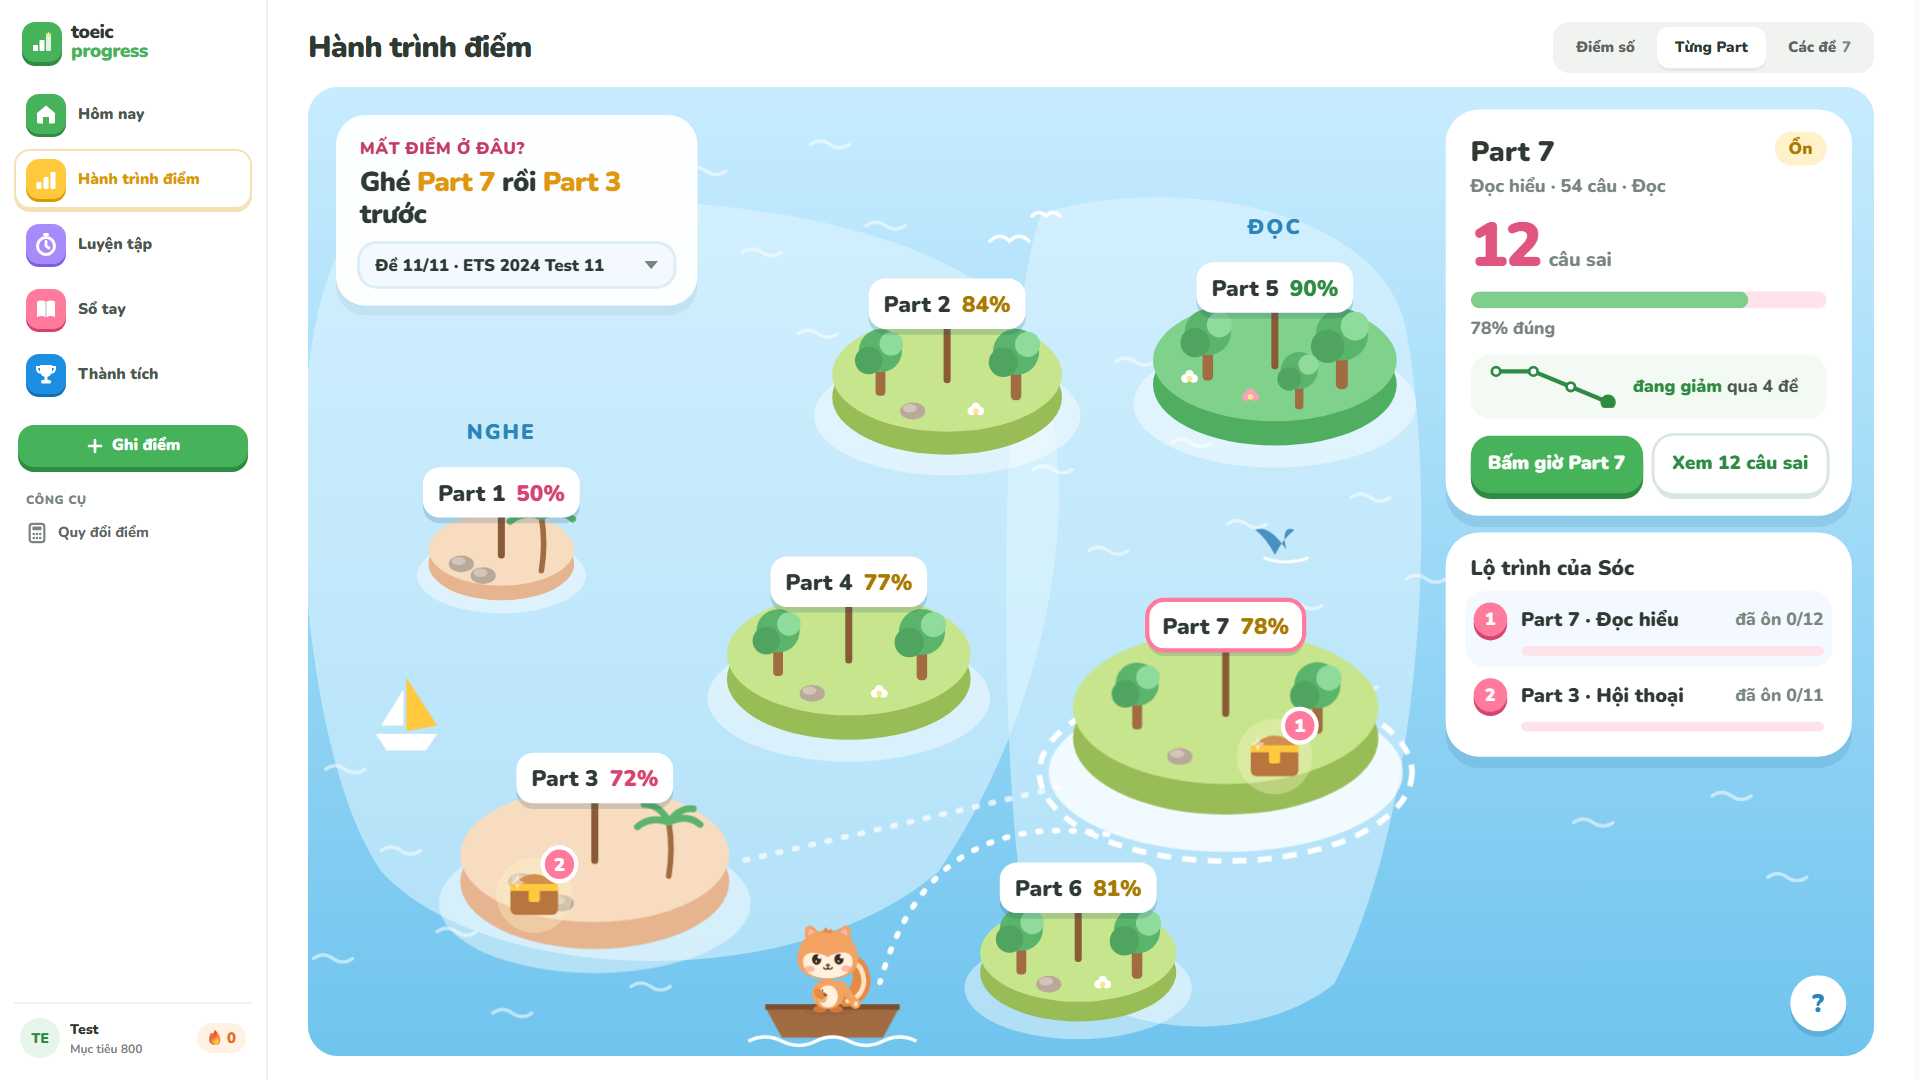 toeic
progress
Hôm nay
Hành trình điểm
Luyện tập
Sổ tay
Thành tích
+ Ghi điểm
CÔNG CỤ
Quy đổi điểm
TE
Test
Mục tiêu 800
0
Hành trình điểm
Điểm số
Từng Part
Các đề 7
MẤT ĐIỂM Ở ĐÂU?
Ghé Part 7 rồi Part 3
trước
Đề 11/11 · ETS 2024 Test 11
NGHE
ĐỌC
Part 2 84%
Part 5 90%
Part 1 50%
Part 4 77%
Part 7 78%
1
Part 3 72%
2
Part 6 81%
Part 7
Ổn
Đọc hiểu · 54 câu · Đọc
12 câu sai
78% đúng
đang giảm qua 4 đề
Bấm giờ Part 7
Xem 12 câu sai
Lộ trình của Sóc
1 Part 7 · Đọc hiểu đã ôn 0/12
2 Part 3 · Hội thoại đã ôn 0/11
?